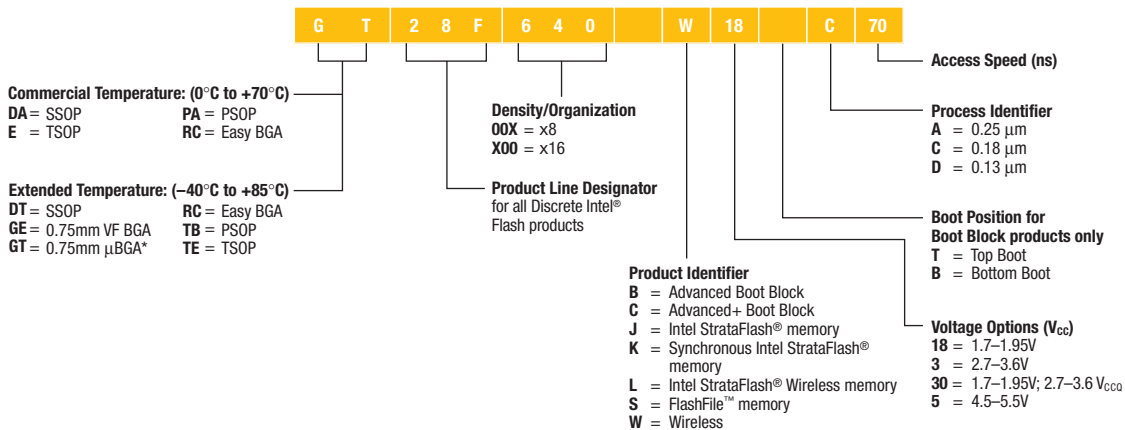 G T 2 8 F 6 4 0 W 18 C 70
Access Speed (ns)
Commercial Temperature: (0°C to +70°C)
DA = SSOP PA = PSOP
E = TSOP RC = Easy BGA
Density/Organization
00X = x8
X00 = x16
Process Identifier
A = 0.25 µm
C = 0.18 µm
D = 0.13 µm
Extended Temperature: (–40°C to +85°C)
DT = SSOP RC = Easy BGA
GE = 0.75mm VF BGA TB = PSOP
GT = 0.75mm µBGA* TE = TSOP
Product Line Designator
for all Discrete Intel®
Flash products
Boot Position for
Boot Block products only
T = Top Boot
B = Bottom Boot
Product Identifier
B = Advanced Boot Block
C = Advanced+ Boot Block
J = Intel StrataFlash® memory
K = Synchronous Intel StrataFlash®
memory
L = Intel StrataFlash® Wireless memory
S = FlashFile™ memory
W = Wireless
Voltage Options (VCC)
18 = 1.7–1.95V
3 = 2.7–3.6V
30 = 1.7–1.95V; 2.7–3.6 VCCQ
5 = 4.5–5.5V